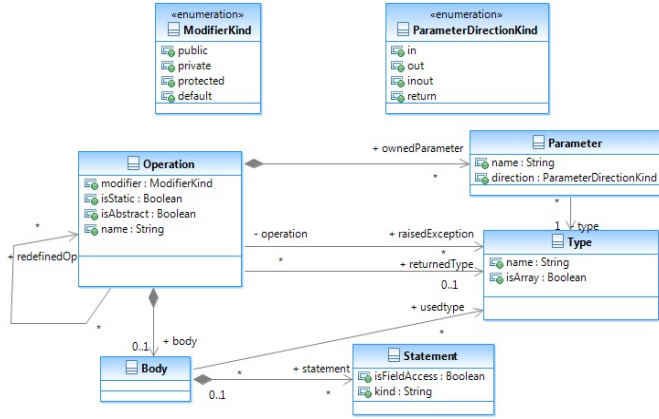 «enumeration»
ModifierKind
public
private
protected
default
«enumeration»
ParameterDirectionKind
in
out
inout
return
Operation
modifier : ModifierKind
isStatic : Boolean
isAbstract : Boolean
name : String
+ ownedParameter
*
Parameter
name : String
direction : ParameterDirectionKind
*
1
- type
*
+ redefinedOp
*
- operation
+ raisedException
*
*
+ returnedType
0..1
Type
name : String
isArray : Boolean
+ usedtype
*
0..1
+ body
Body
0..1
*
+ statement
*
Statement
isFieldAccess : Boolean
kind : String